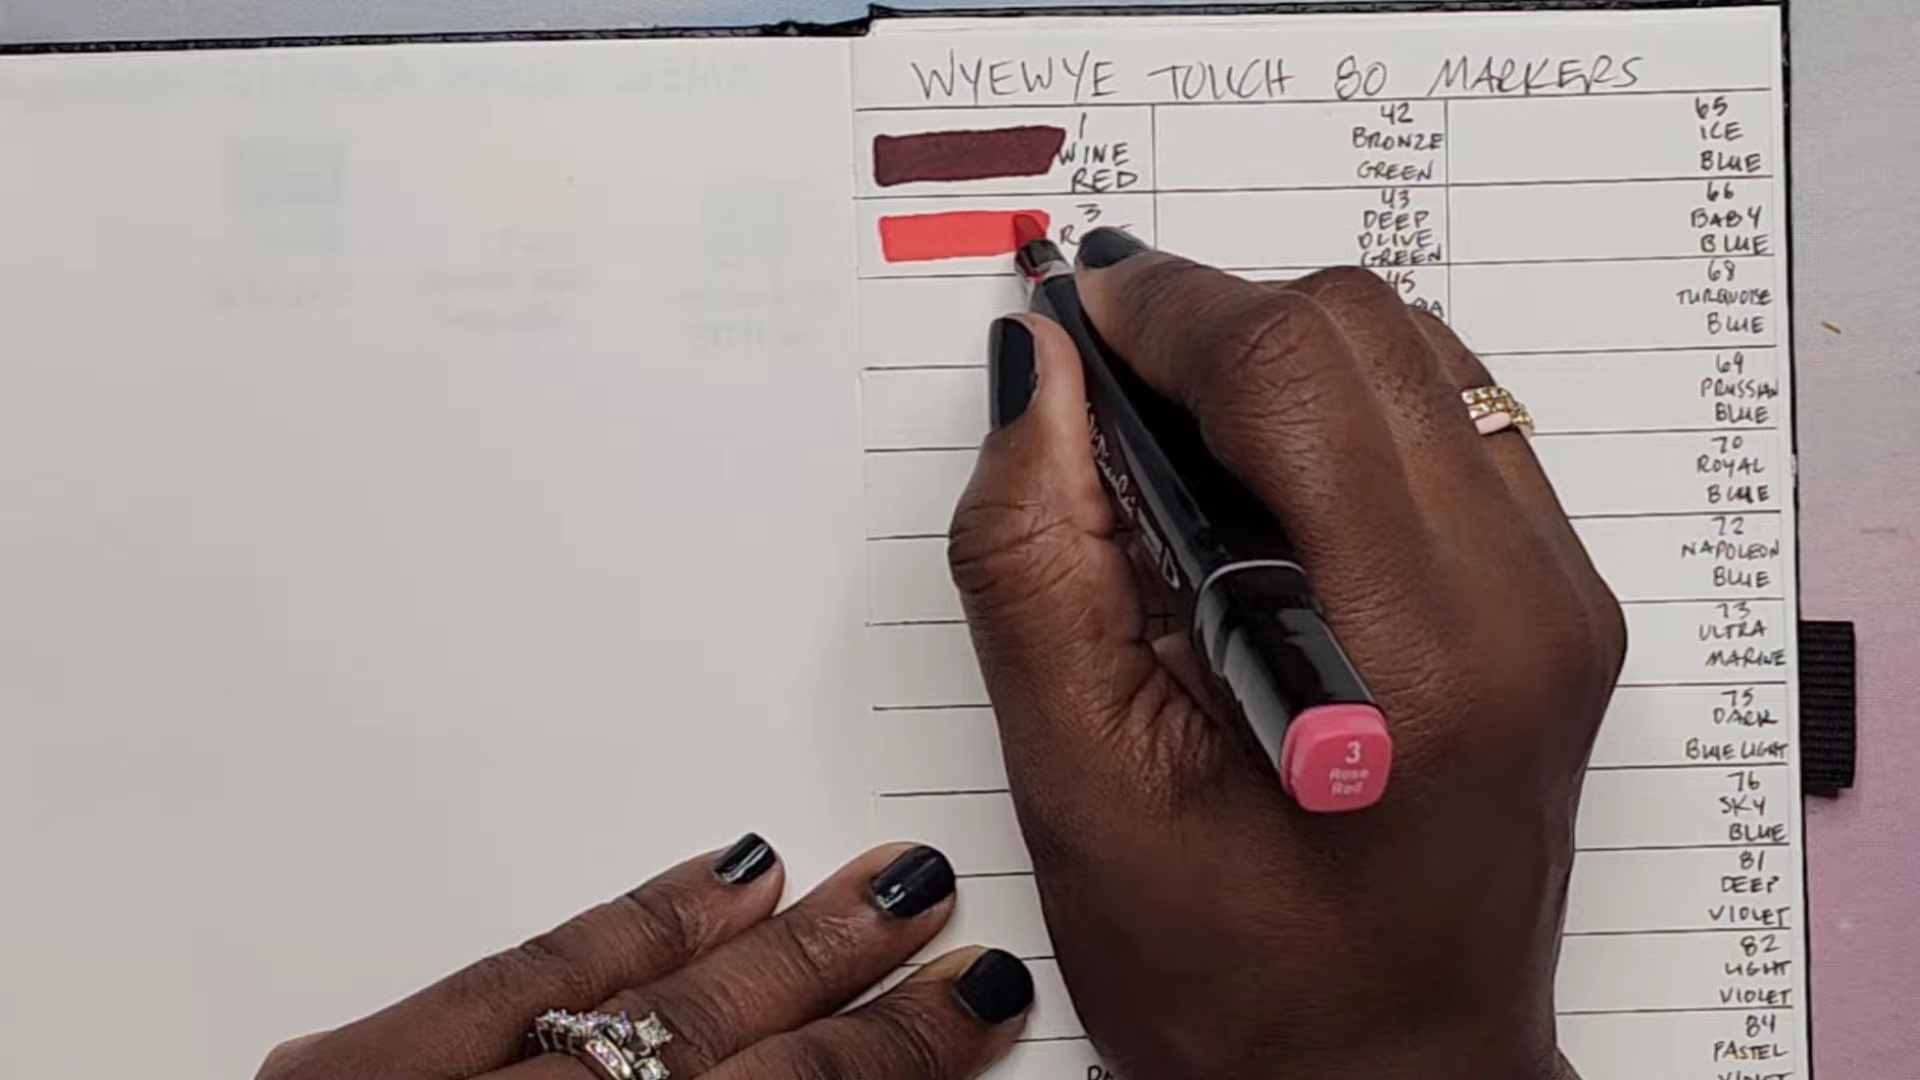 WYEWYE TOUCH 80 MARKERS
1
WINE
RED
3
42
BRONZE
GREEN
43
DEEP
OLIVE
GREEN
45
65
ICE
BLUE
66
BABY
BLUE
68
TURQUOISE
BLUE
69
PRUSSIAN
BLUE
70
ROYAL
BLUE
72
NAPOLEON
BLUE
73
ULTRA
MARINE
75
DARK
BLUE LIGHT
76
SKY
BLUE
81
DEEP
VIOLET
82
LIGHT
VIOLET
84
PASTEL
VIOLET
3
Rose
Red